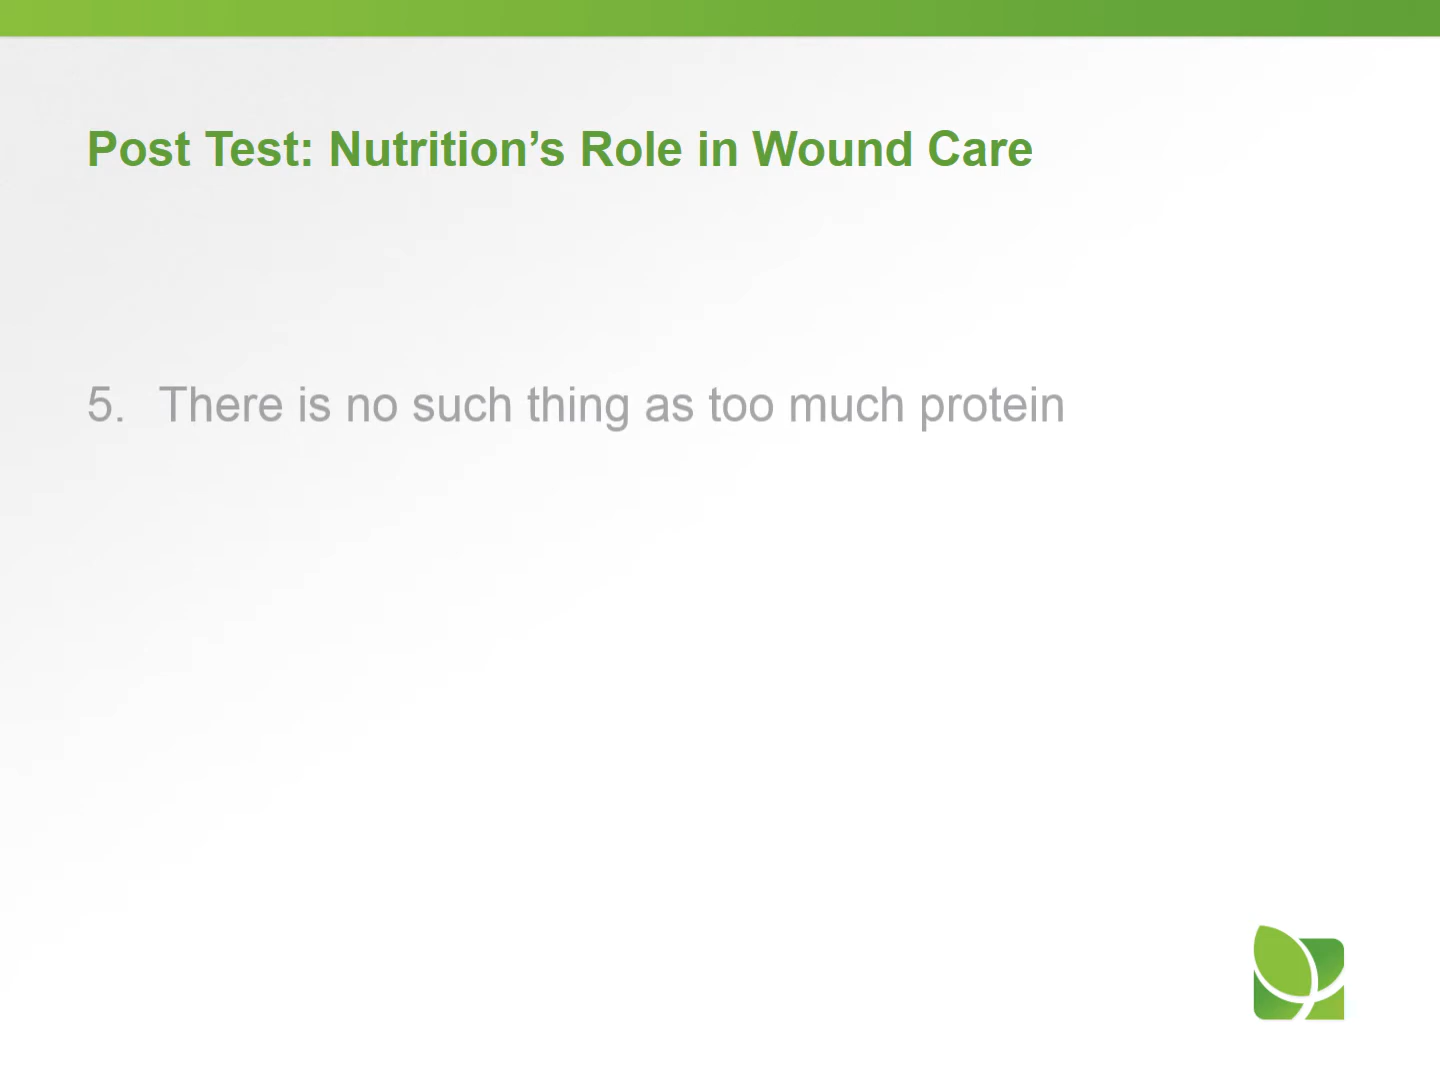 Post Test: Nutrition’s Role in Wound Care
5. There is no such thing as too much protein